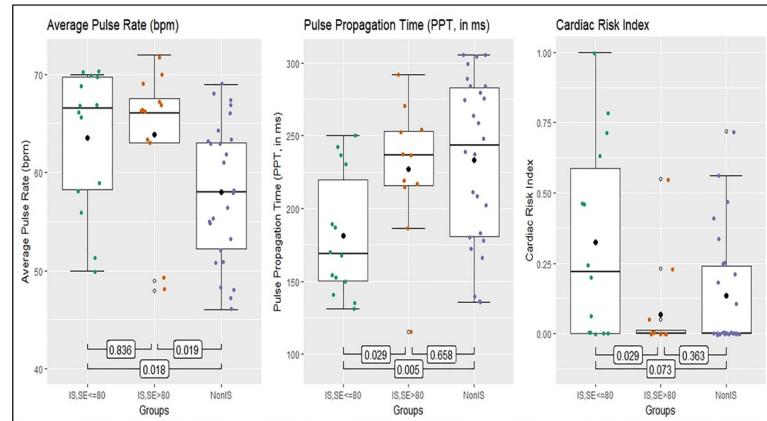 Average Pulse Rate (bpm)
Average Pulse Rate (bpm)
70
60
50
40
0.836
0.019
0.018
IS,SE<=80
IS,SE>80
NonIS
Groups
Pulse Propagation Time (PPT, in ms)
Pulse Propagation Time (PPT, in ms)
300
250
200
150
100
0.029
0.658
0.005
IS,SE<=80
IS,SE>80
NonIS
Groups
Cardiac Risk Index
Cardiac Risk Index
1.00
0.75
0.50
0.25
0.00
0.029
0.363
0.073
IS,SE<=80
IS,SE>80
NonIS
Groups